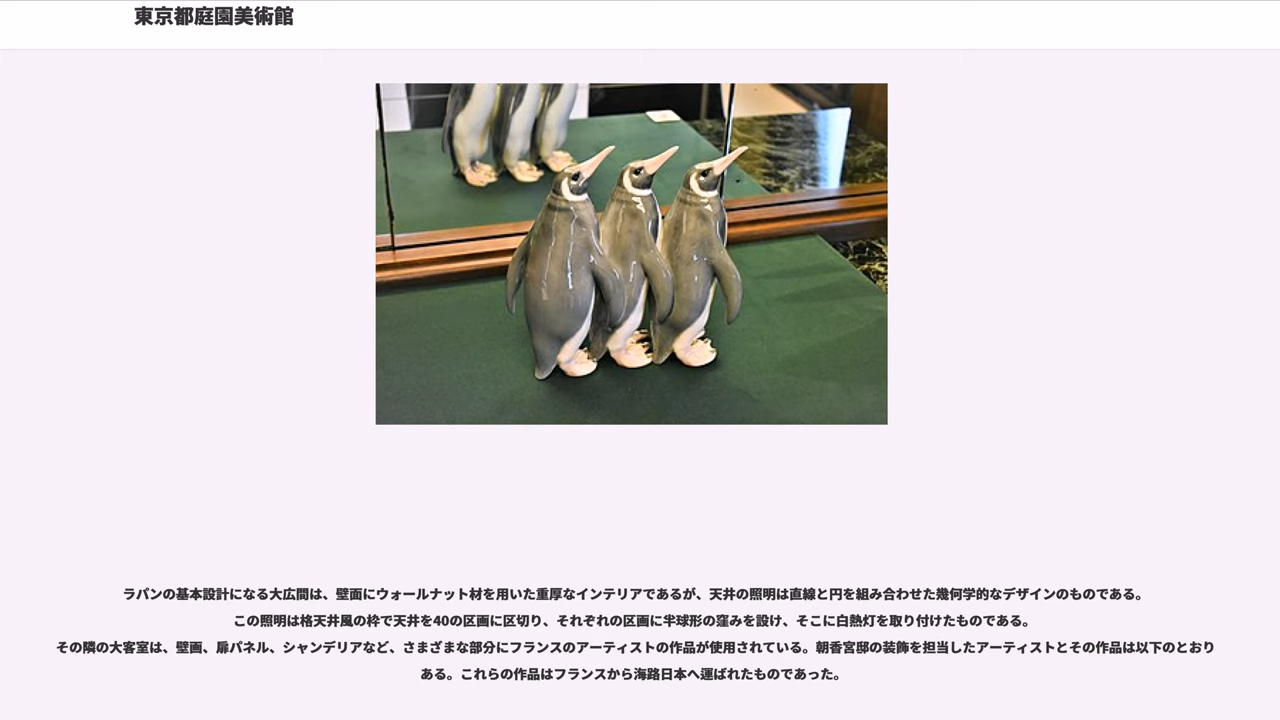 東京都庭園美術館
ラパンの基本設計になる大広間は、壁面にウォールナット材を用いた重厚なインテリアであるが、天井の照明は直線と円を組み合わせた幾何学的なデザインのものである。
この照明は格天井風の枠で天井を40の区画に区切り、それぞれの区画に半球形の窪みを設け、そこに白熱灯を取り付けたものである。
その隣の大客室は、壁画、扉パネル、シャンデリアなど、さまざまな部分にフランスのアーティストの作品が使用されている。朝香宮邸の装飾を担当したアーティストとその作品は以下のとおり
ある。これらの作品はフランスから海路日本へ運ばれたものであった。